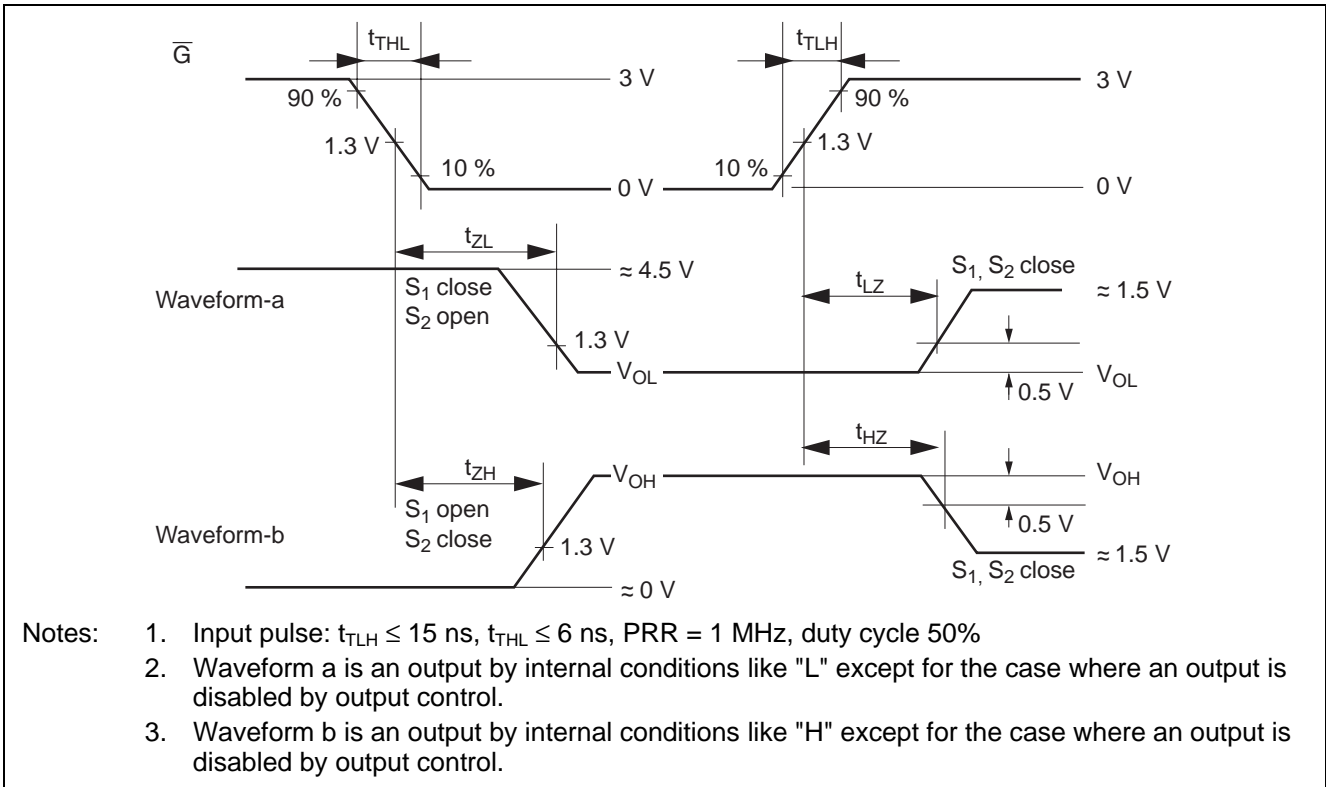 G̅
tTHL
tTLH
3 V
3 V
90 %
90 %
1.3 V
1.3 V
10 %
10 %
0 V
0 V
tZL
≈ 4.5 V
S1, S2 close
Waveform-a
S1 close
S2 open
tLZ
≈ 1.5 V
1.3 V
VOL
VOL
0.5 V
tHZ
tZH
VOH
VOH
S1 open
S2 close
0.5 V
Waveform-b
1.3 V
≈ 1.5 V
S1, S2 close
≈ 0 V
Notes: 1. Input pulse: tTLH ≤ 15 ns, tTHL ≤ 6 ns, PRR = 1 MHz, duty cycle 50%
2. Waveform a is an output by internal conditions like "L" except for the case where an output is
disabled by output control.
3. Waveform b is an output by internal conditions like "H" except for the case where an output is
disabled by output control.